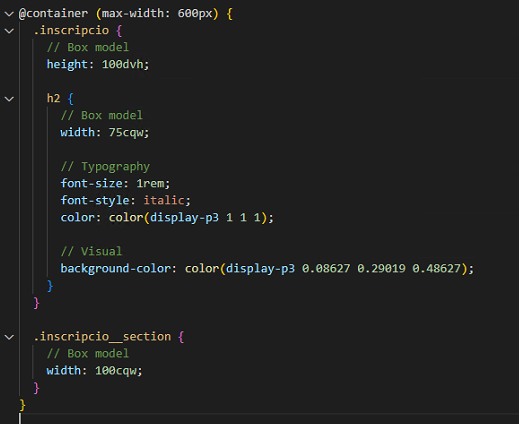 @container (max-width: 600px) {
  .inscripcio {
    // Box model
    height: 100dvh;

    h2 {
      // Box model
      width: 75cqw;

      // Typography
      font-size: 1rem;
      font-style: italic;
      color: color(display-p3 1 1 1);

      // Visual
      background-color: color(display-p3 0.08627 0.29019 0.48627);
    }
  }

  .inscripcio__section {
    // Box model
    width: 100cqw;
  }
}